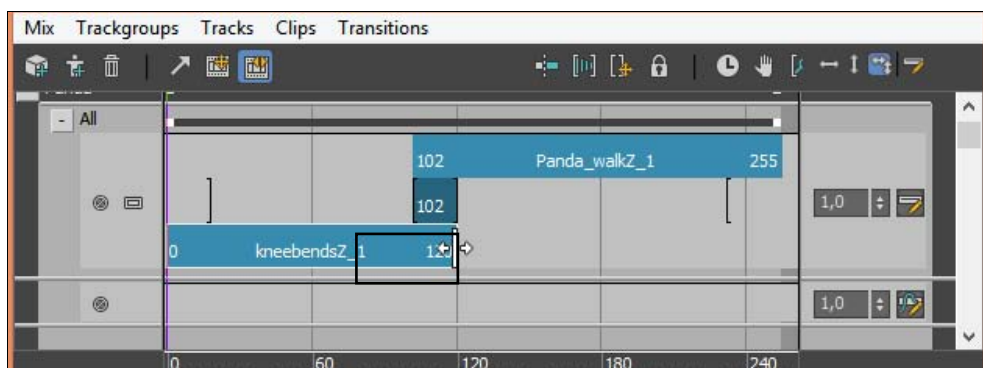 Mix Trackgroups Tracks Clips Transitions
All
102 Panda_walkZ_1 255
102
1,0
0 kneebendsZ_1
1,0
0 60 120 180 240